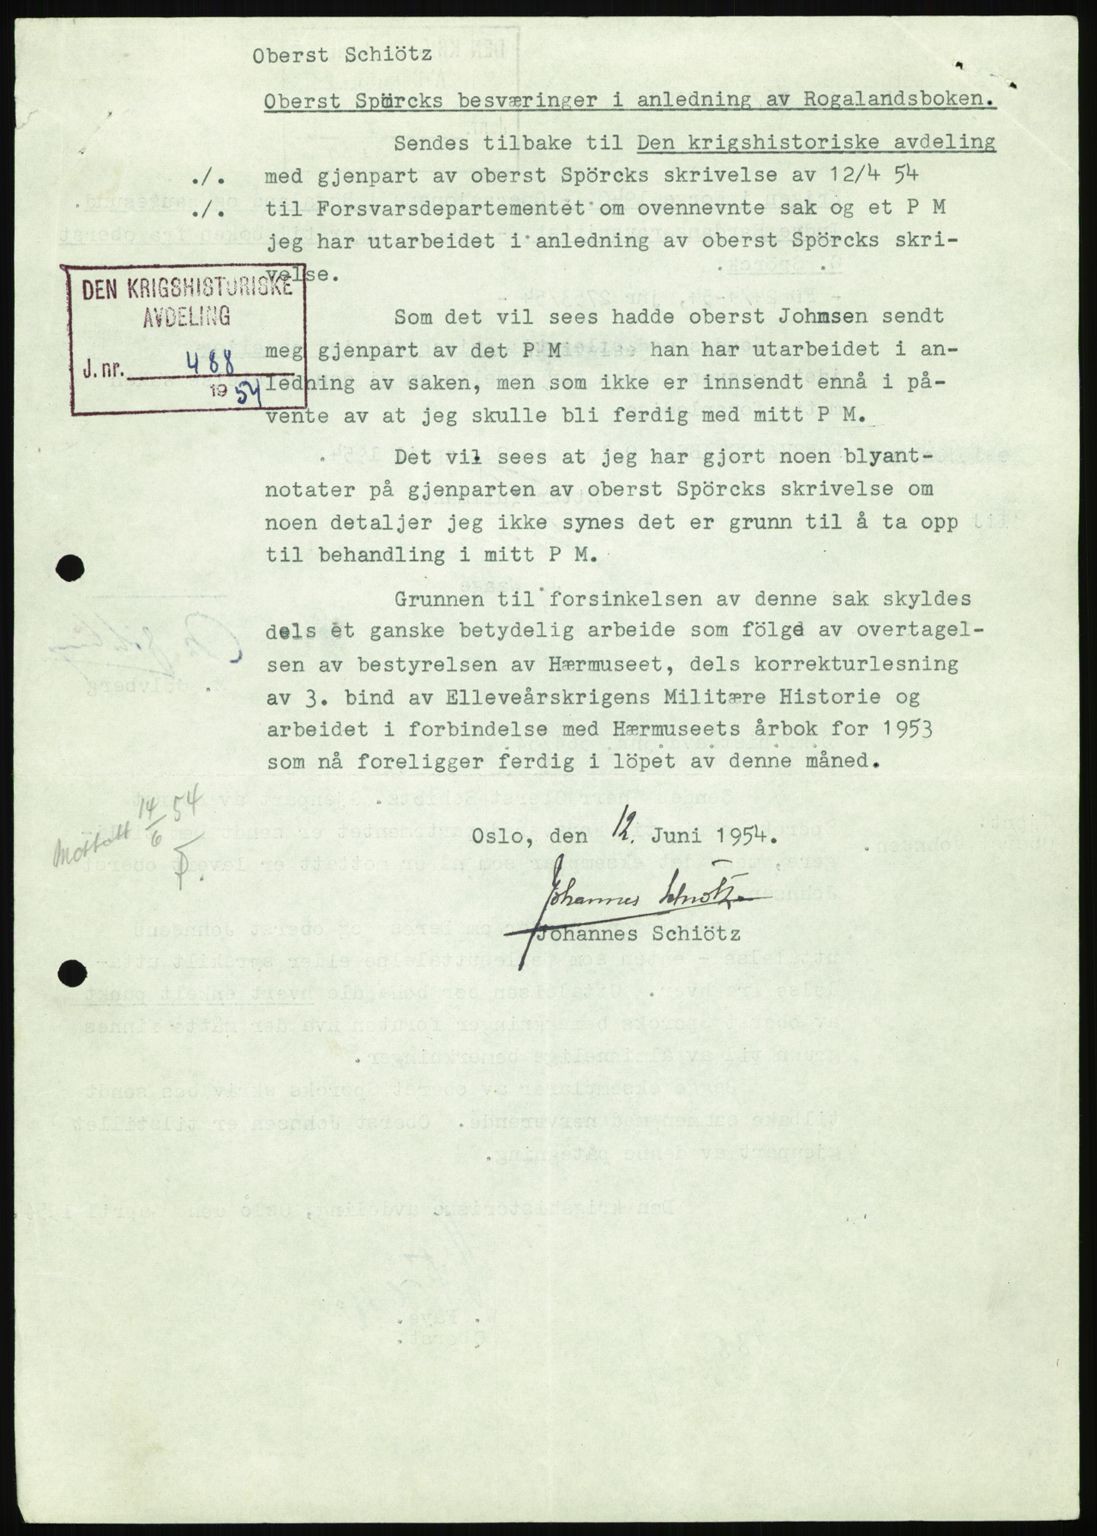 Oberst Schiötz
Oberst Spörcks besværinger i anledning av Rogalandsboken.
Sendes tilbake til Den krigshistoriske avdeling
./. med gjenpart av oberst Spörcks skrivelse av 12/4 54
./. til Forsvarsdepartementet om ovennevnte sak og et P M
jeg har utarbeidet i anledning av oberst Spörcks skri-
velse.
DEN KRIGSHISTORISKE
AVDELING
J. nr. 488
1954
Som det vil sees hadde oberst Johnsen sendt
meg gjenpart av det P M han har utarbeidet i an-
ledning av saken, men som ikke er innsendt ennå i på-
vente av at jeg skulle bli ferdig med mitt P M.
Det vil sees at jeg har gjort noen blyant-
notater på gjenparten av oberst Spörcks skrivelse om
noen detaljer jeg ikke synes det er grunn til å ta opp
til behandling i mitt P M.
Grunnen til forsinkelsen av denne sak skyldes
dels et ganske betydelig arbeide som fölge av overtagel-
sen av bestyrelsen av Hærmuseet, dels korrekturlesning
av 3. bind av Elleveårskrigens Militære Historie og
arbeidet i forbindelse med Hærmuseets årbok for 1953
som nå foreligger ferdig i löpet av denne måned.
Mottatt 14/6 54
Oslo, den 12. Juni 1954.
Johannes Schiötz
Johannes Schiötz